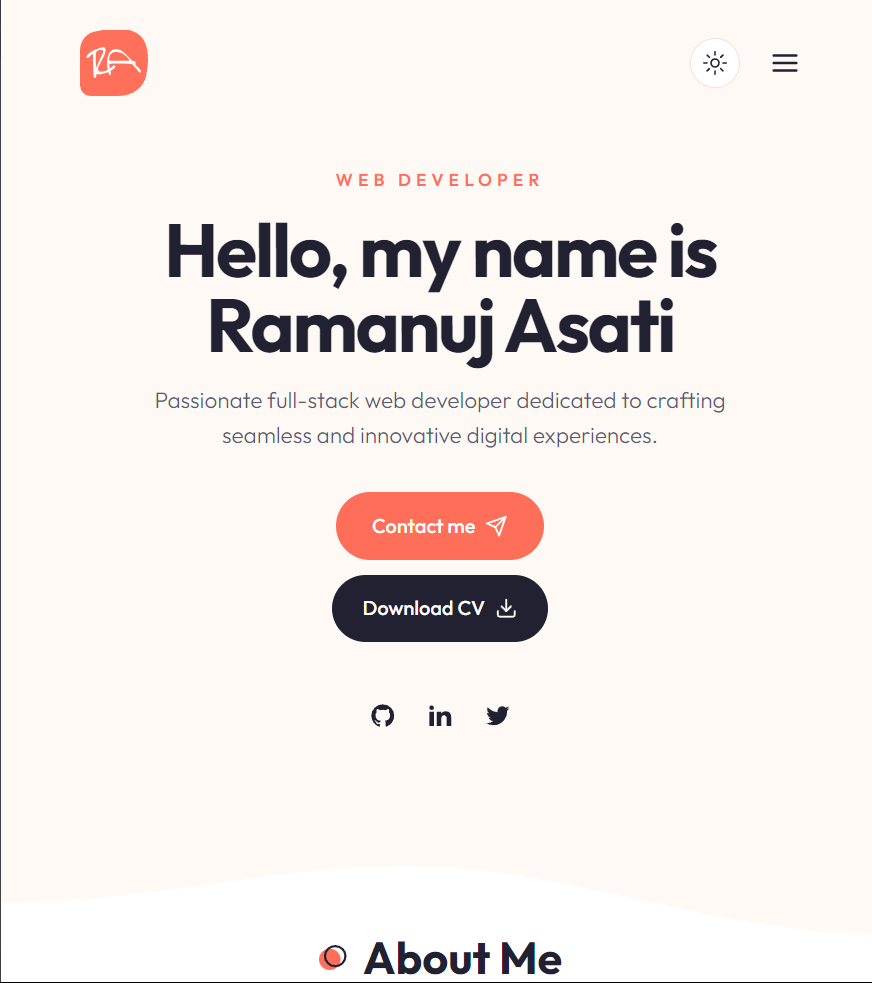 RA
WEB DEVELOPER
Hello, my name is
Ramanuj Asati
Passionate full-stack web developer dedicated to crafting
seamless and innovative digital experiences.
Contact me
Download CV
in
About Me